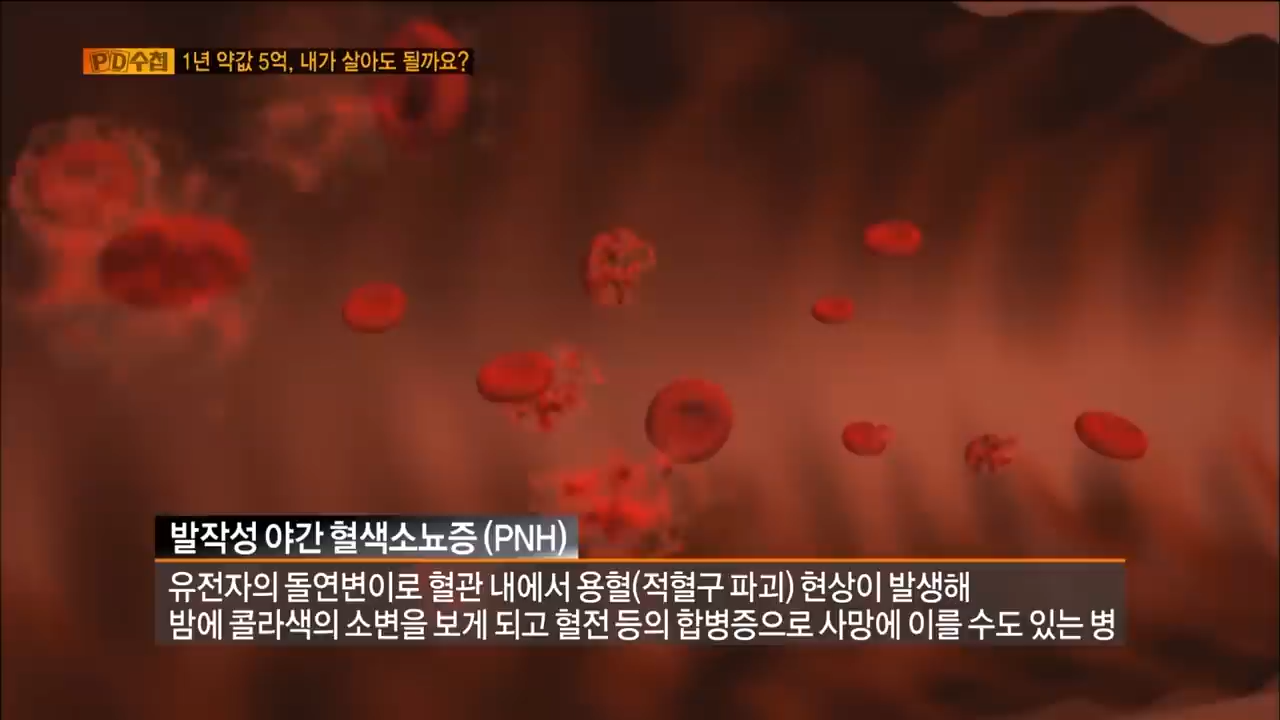 PD수첩 1년 약값 5억, 내가 살아도 될까요?
발작성 야간 혈색소뇨증(PNH)
유전자의 돌연변이로 혈관 내에서 용혈(적혈구 파괴) 현상이 발생해
밤에 콜라색의 소변을 보게 되고 혈전 등의 합병증으로 사망에 이를 수도 있는 병